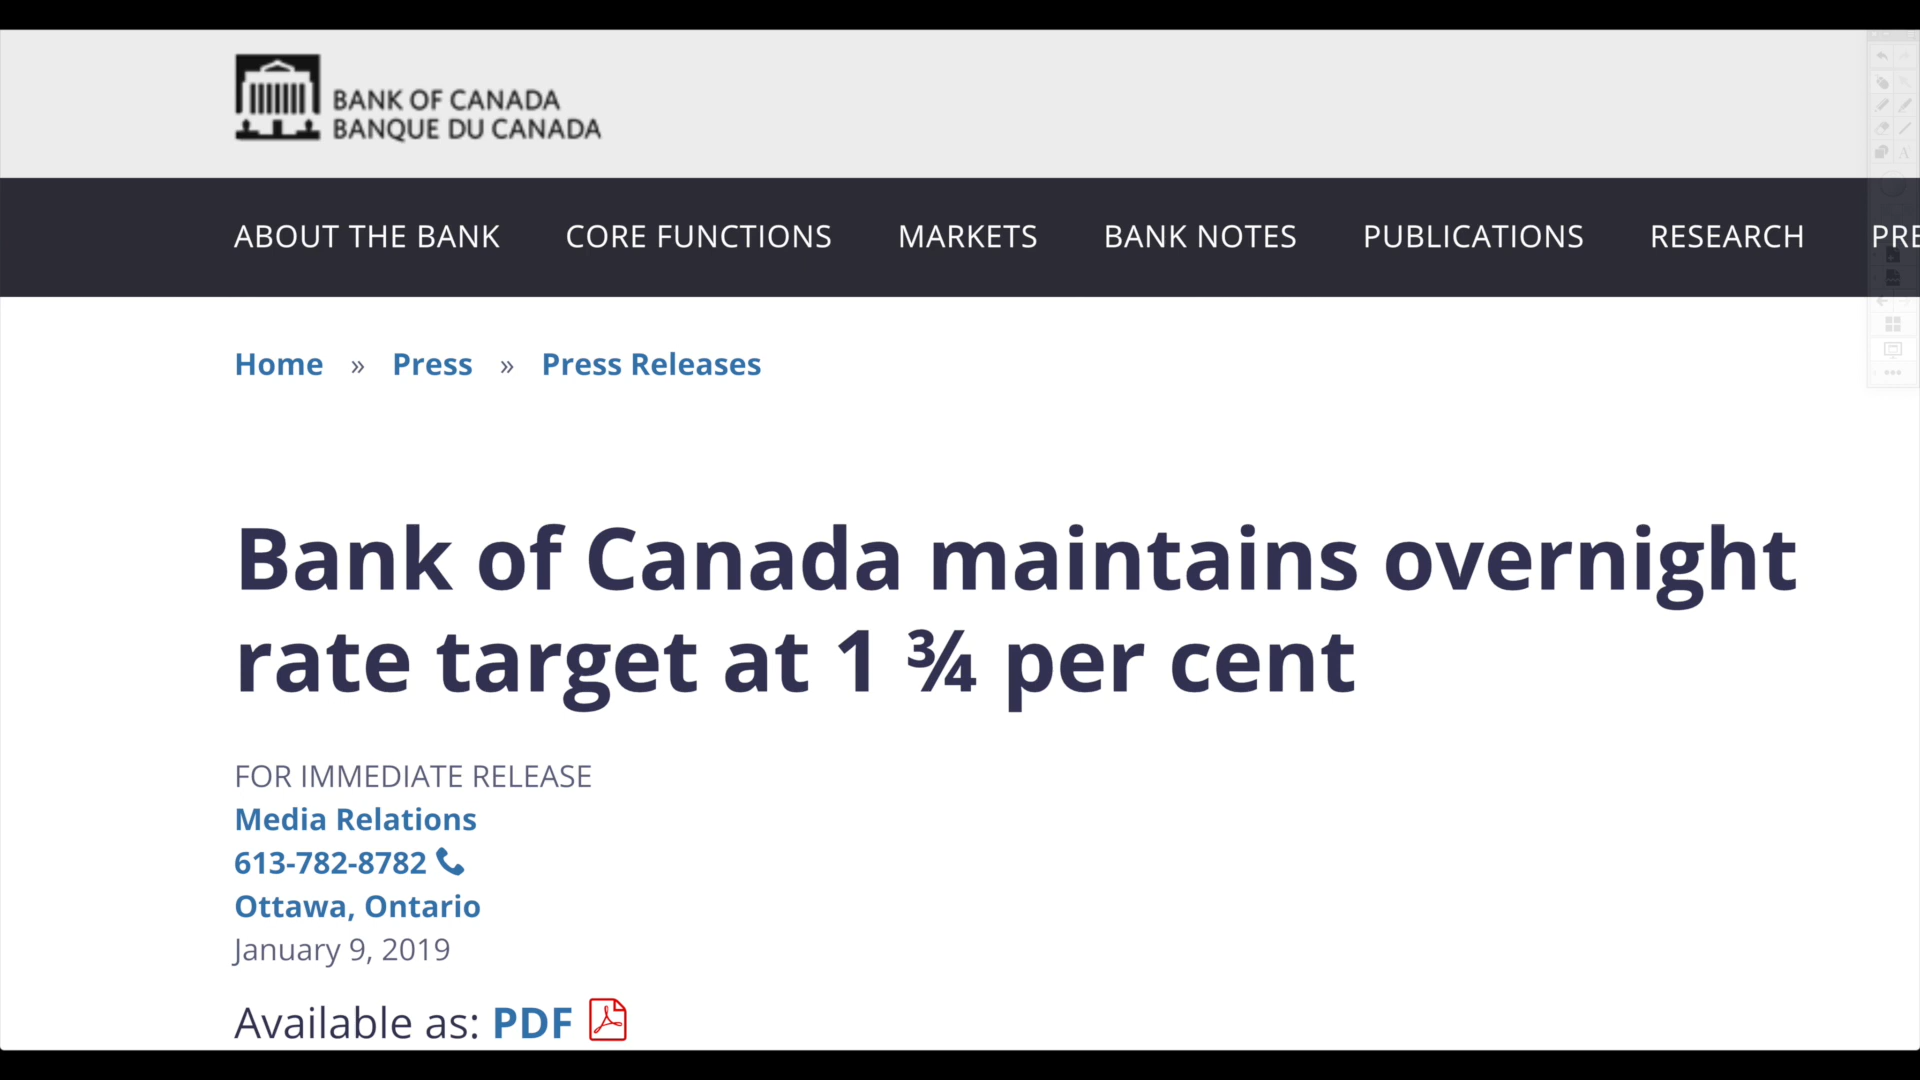 BANK OF CANADA
BANQUE DU CANADA
ABOUT THE BANK CORE FUNCTIONS MARKETS BANK NOTES PUBLICATIONS RESEARCH PRE
Home » Press » Press Releases
Bank of Canada maintains overnight
rate target at 1 ¾ per cent
FOR IMMEDIATE RELEASE
Media Relations
613-782-8782
Ottawa, Ontario
January 9, 2019
Available as: PDF